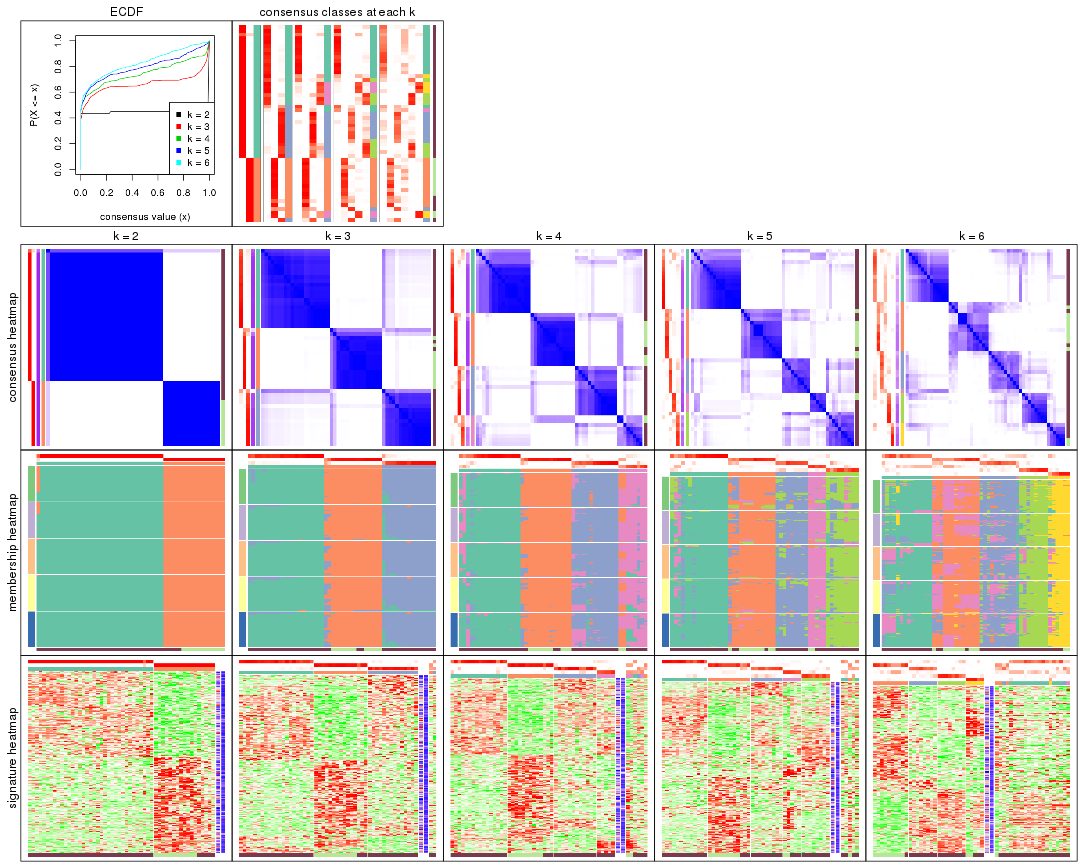 ECDF
consensus classes at each k
P(X <= x)
0.0 0.2 0.4 0.6 0.8 1.0
k = 2
k = 3
k = 4
k = 5
k = 6
0.0 0.2 0.4 0.6 0.8 1.0
consensus value (x)
k = 2
k = 3
k = 4
k = 5
k = 6
consensus heatmap
membership heatmap
signature heatmap